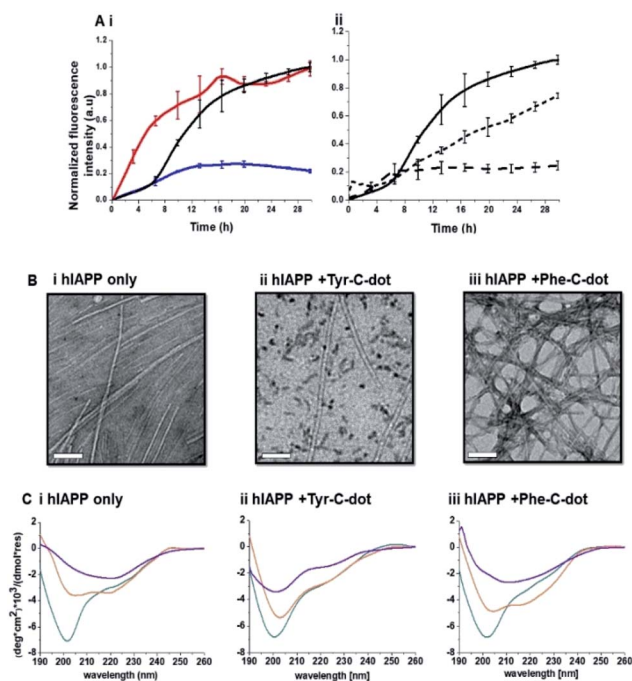 A i
ii
Normalized fluorescence
intensity (a.u)
1.0
0.8
0.6
0.4
0.2
0.0
0 4 8 12 16 20 24 28
Time (h)
1.0
0.8
0.6
0.4
0.2
0.0
0 4 8 12 16 20 24 28
Time (h)
B i hIAPP only
ii hIAPP +Tyr-C-dot
iii hIAPP +Phe-C-dot
C i hIAPP only
ii hIAPP +Tyr-C-dot
iii hIAPP +Phe-C-dot
(deg*cm²)*10³/(dmol*res)
2
0
-2
-4
-6
-8
190 200 210 220 230 240 250 260
wavelength (nm)
2
0
-2
-4
-6
-8
190 200 210 220 230 240 250 260
wavelength [nm]
2
0
-2
-4
-6
-8
190 200 210 220 230 240 250 260
wavelength [nm]